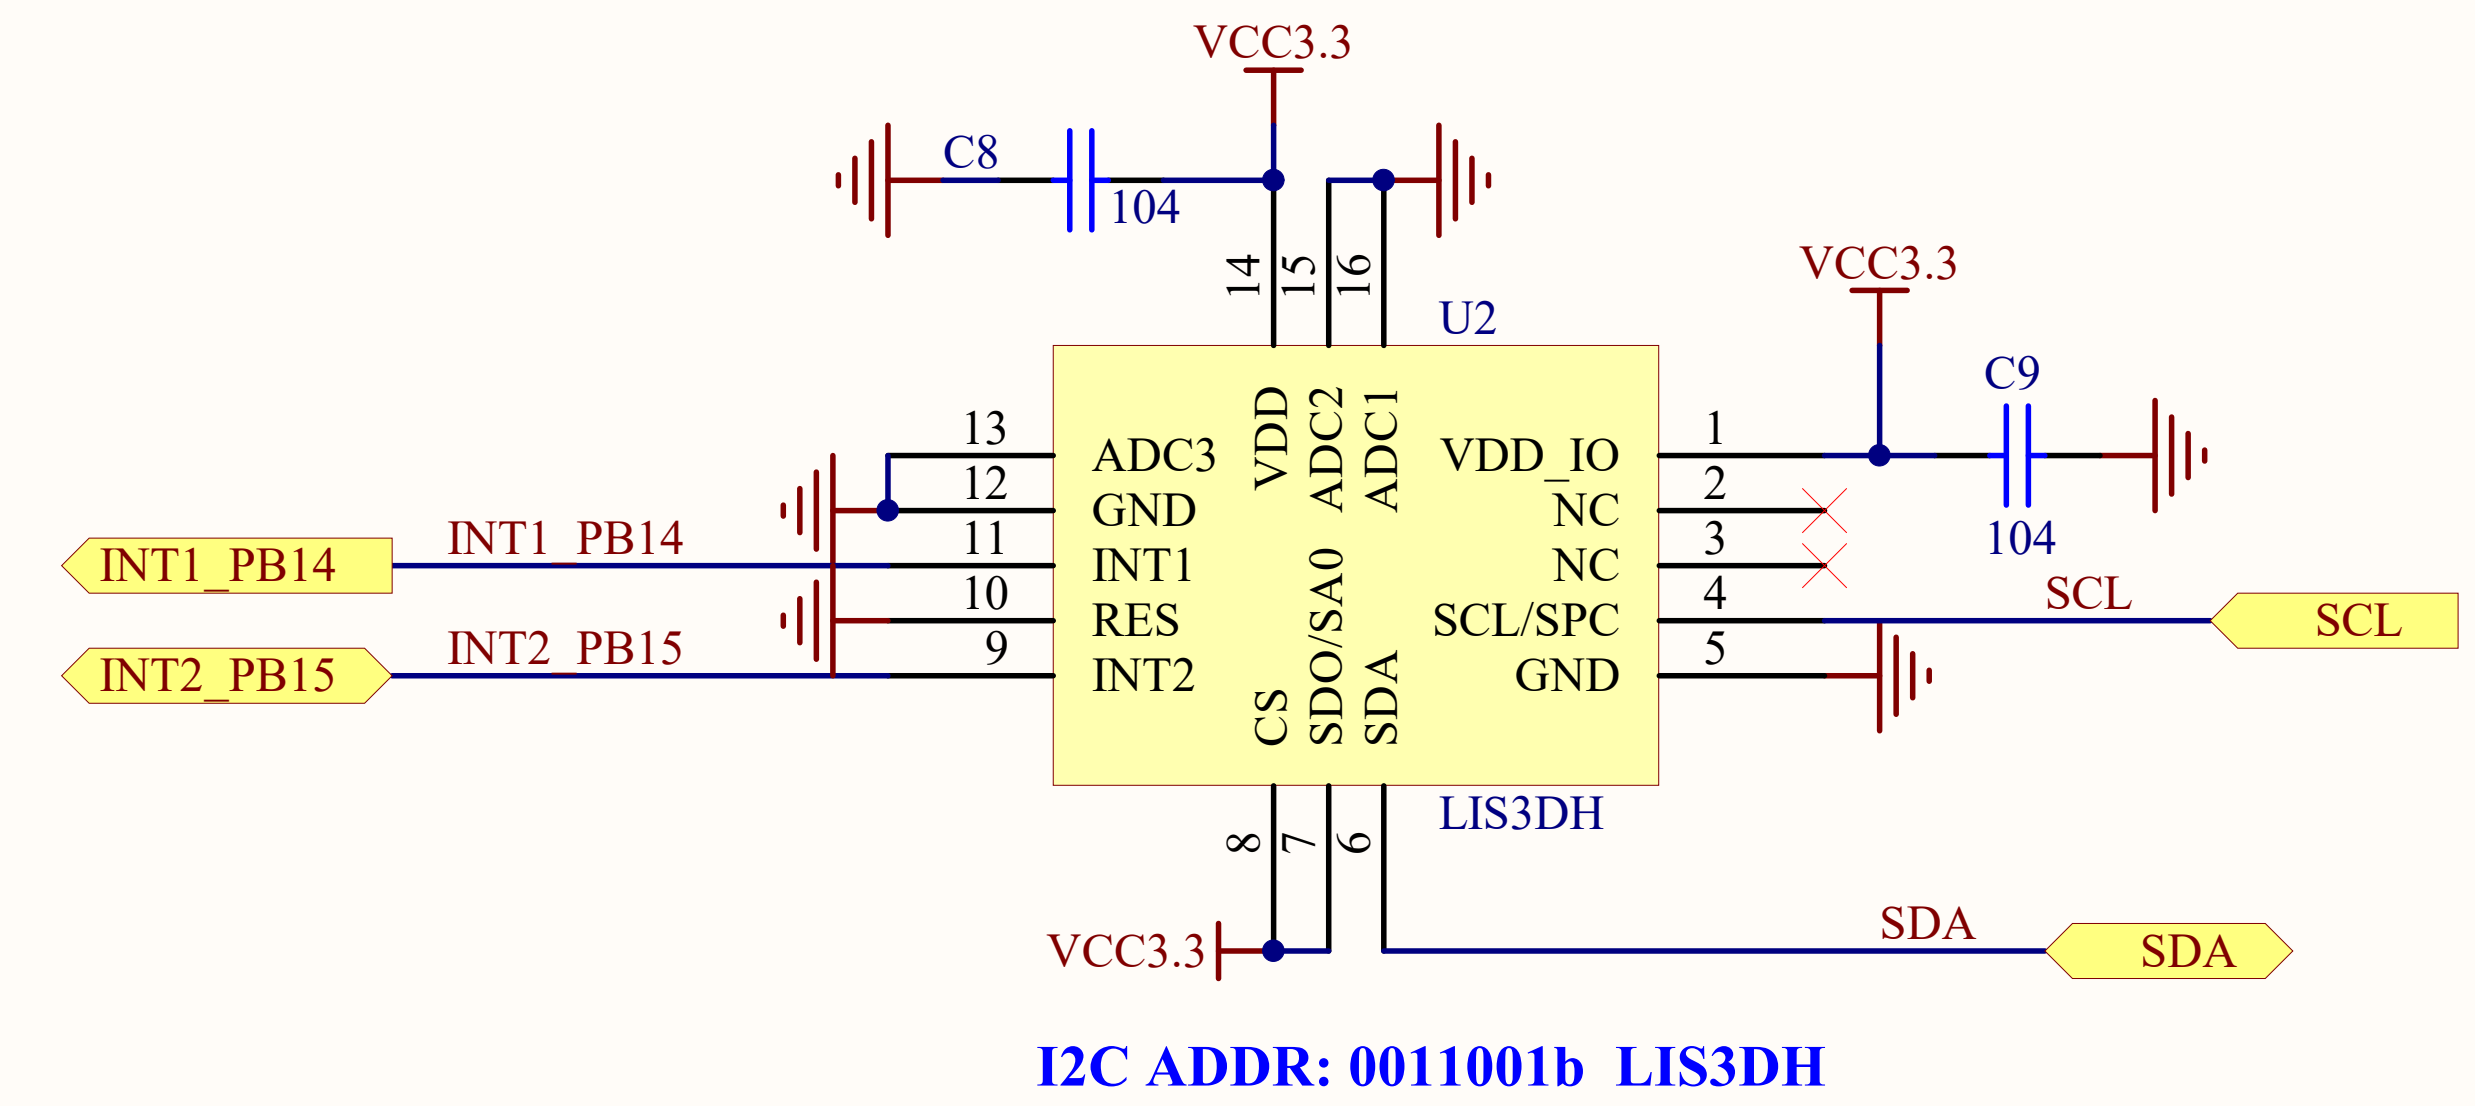 VCC3.3
C8
104
14
15
16
U2
VCC3.3
C9
104
13
12
11
10
9
ADC3
GND
INT1
RES
INT2
VDD
ADC2
ADC1
VDD_IO
NC
NC
SCL/SPC
GND
CS
SDO/SA0
SDA
1
2
3
4
5
INT1_PB14
INT1_PB14
INT2_PB15
INT2_PB15
SCL
SCL
LIS3DH
8
7
6
VCC3.3
SDA
SDA
I2C ADDR: 0011001b LIS3DH